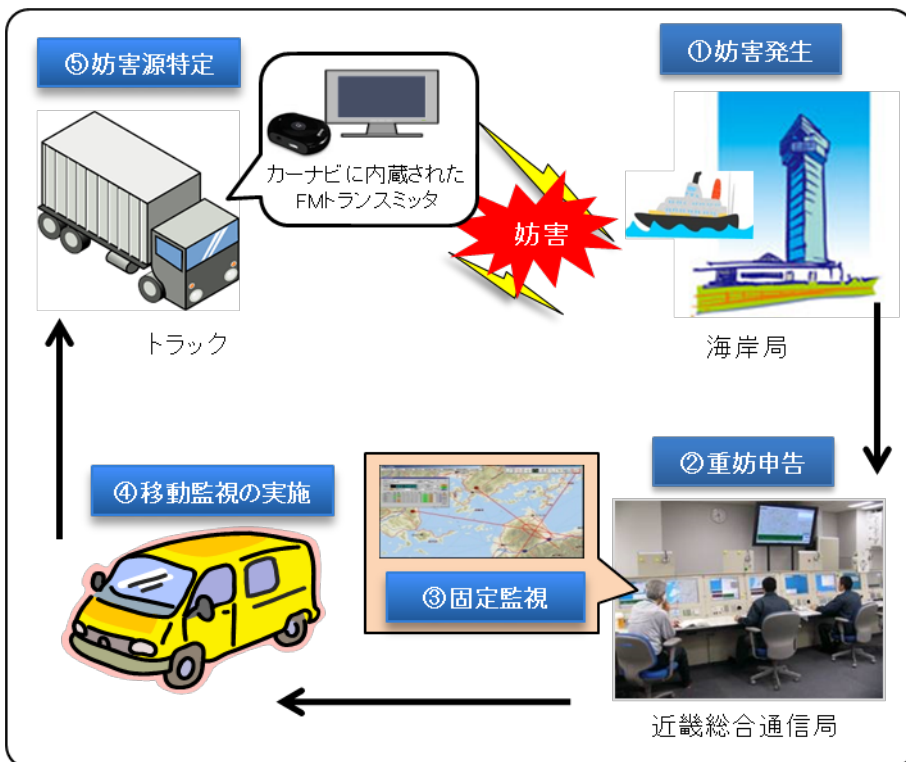 ⑤妨害源特定
①妨害発生
カーナビに内蔵された
FMトランスミッタ
妨害
トラック
海岸局
②重妨申告
④移動監視の実施
③固定監視
近畿総合通信局